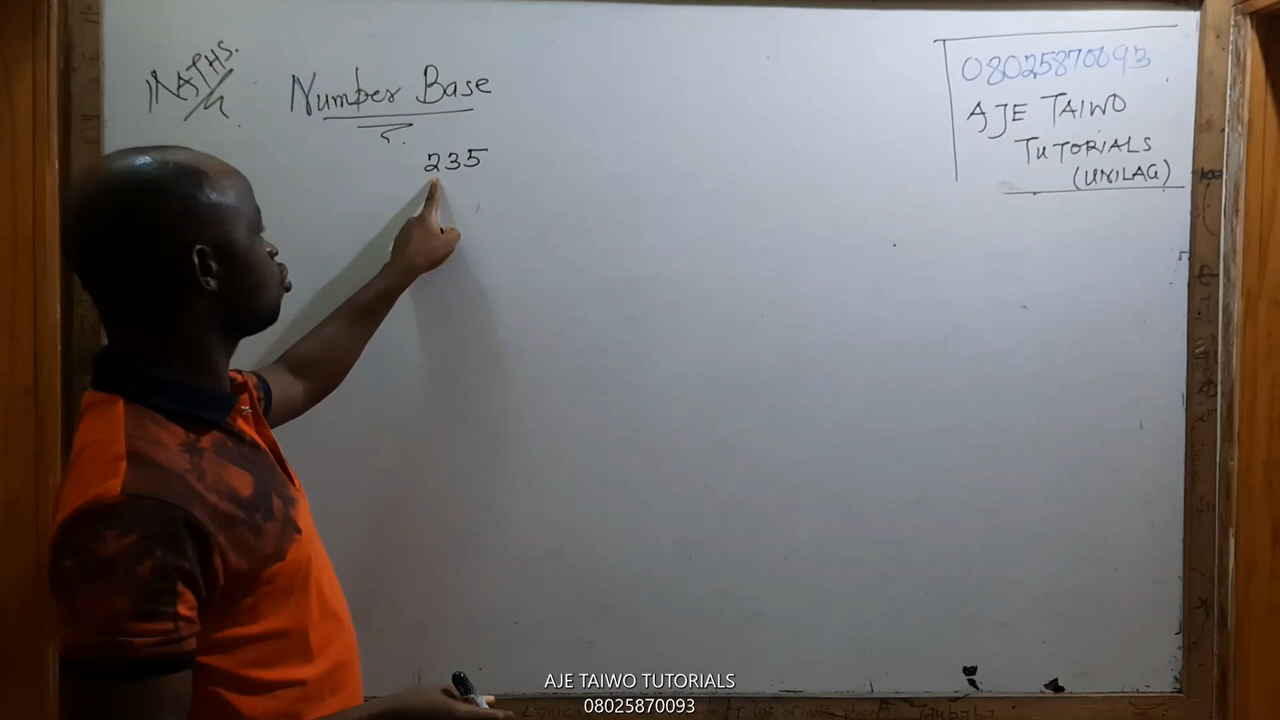 MATHS.
Number Base
235
08025870093
AJE TAIWO
TUTORIALS
(UNILAG)
AJE TAIWO TUTORIALS
08025870093